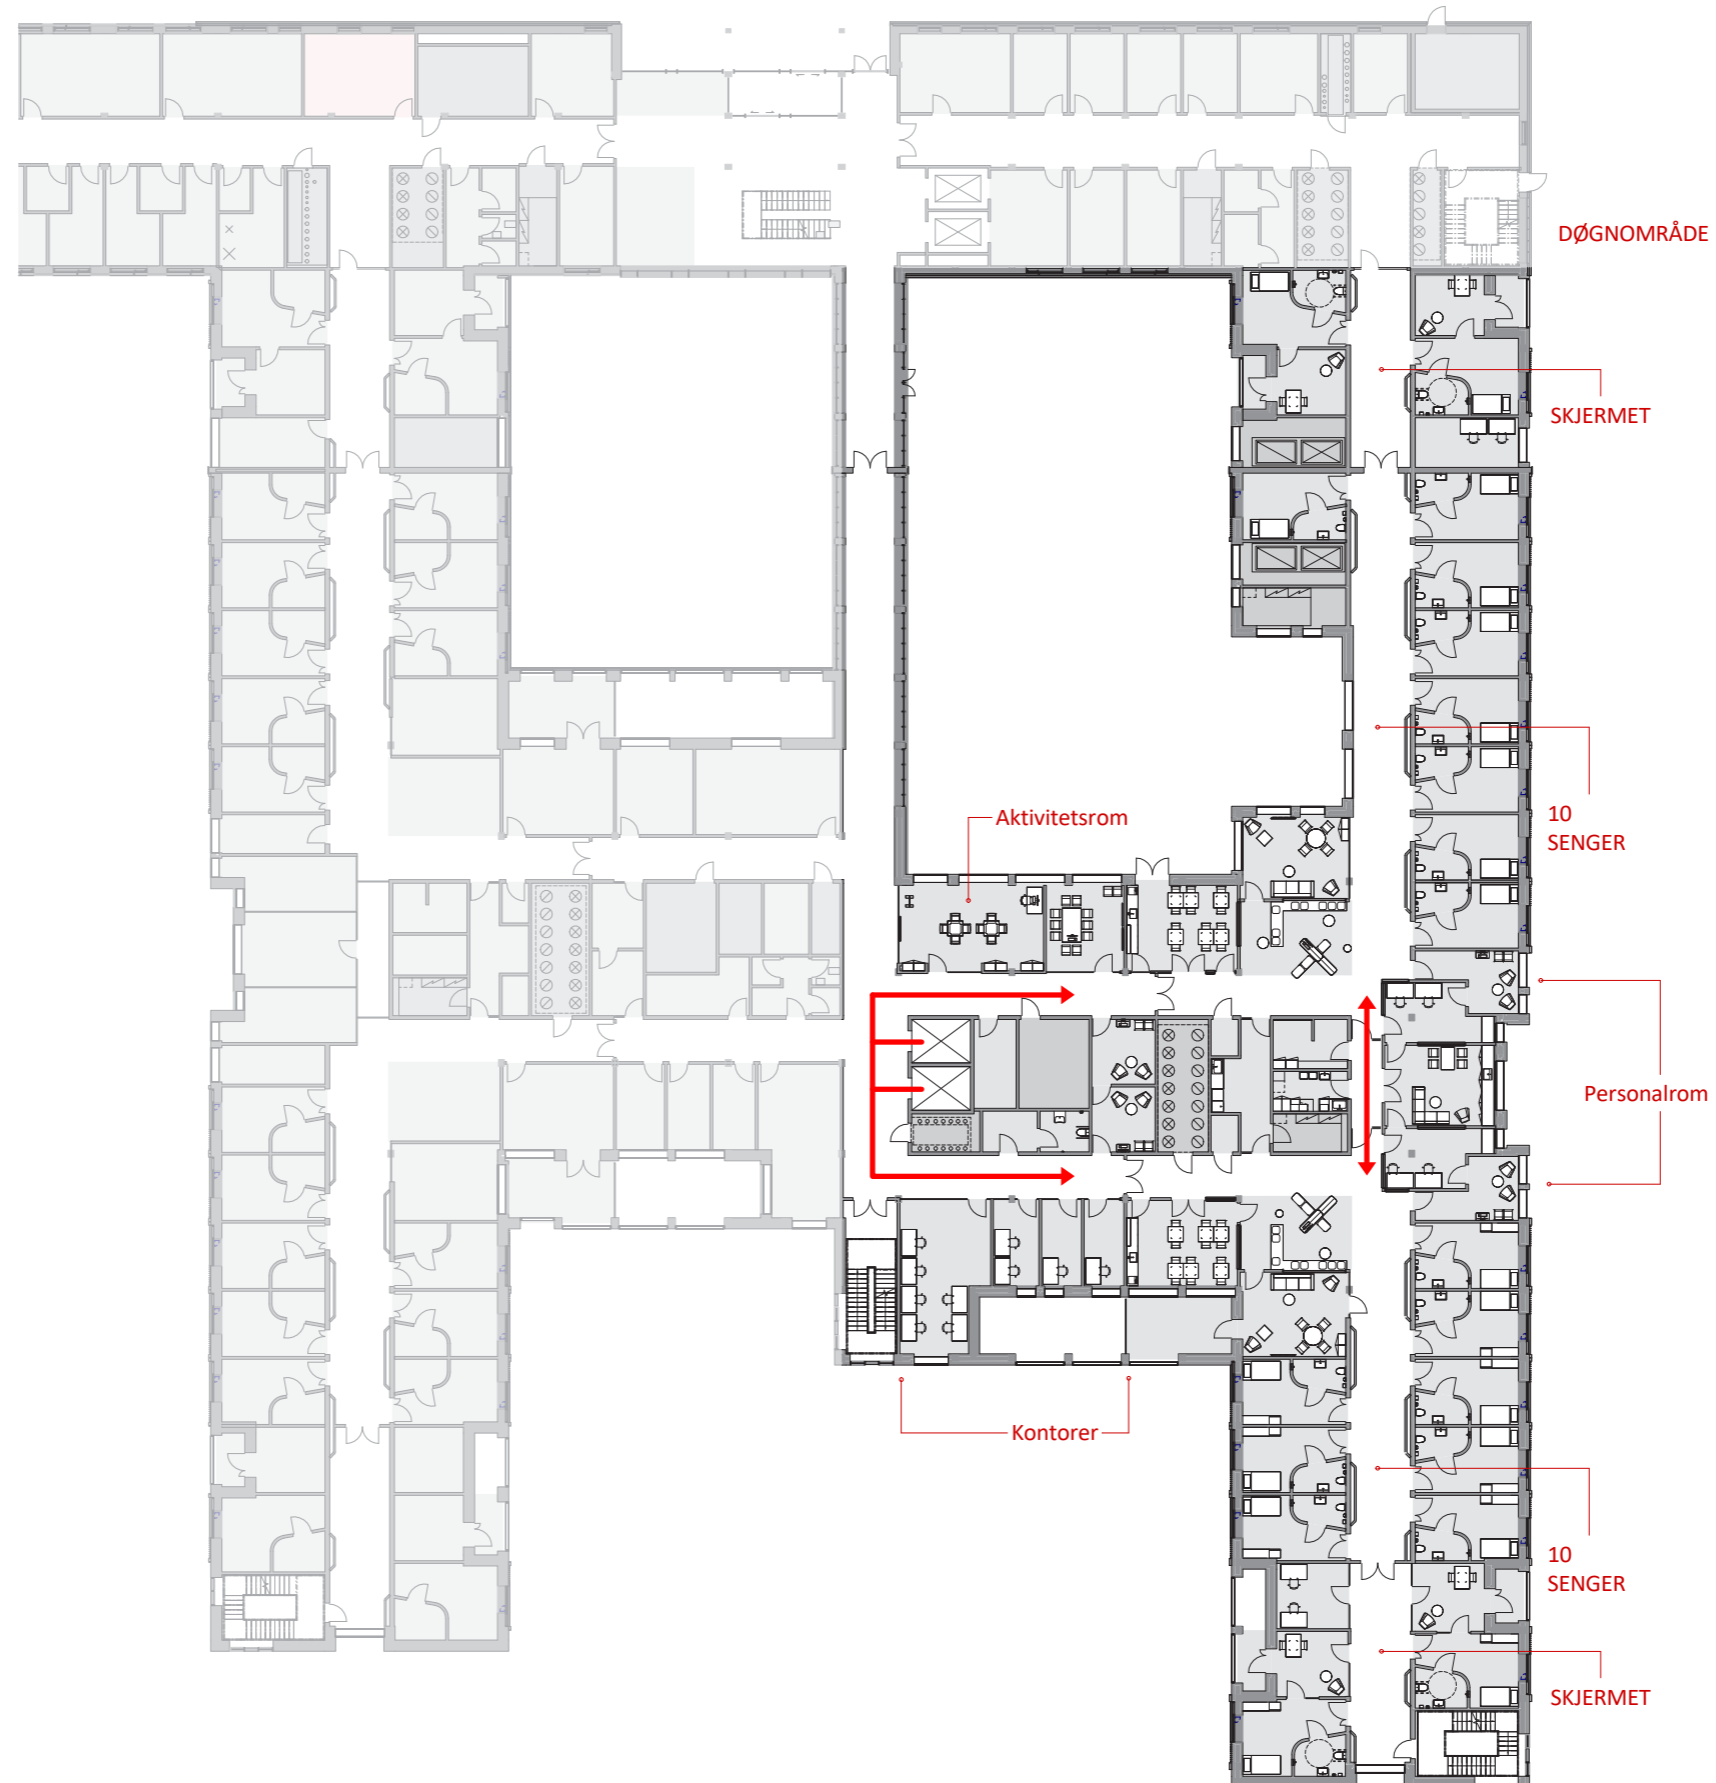 DØGNOMRÅDE
SKJERMET
Aktivitetsrom
10
SENGER
Personalrom
Kontorer
10
SENGER
SKJERMET